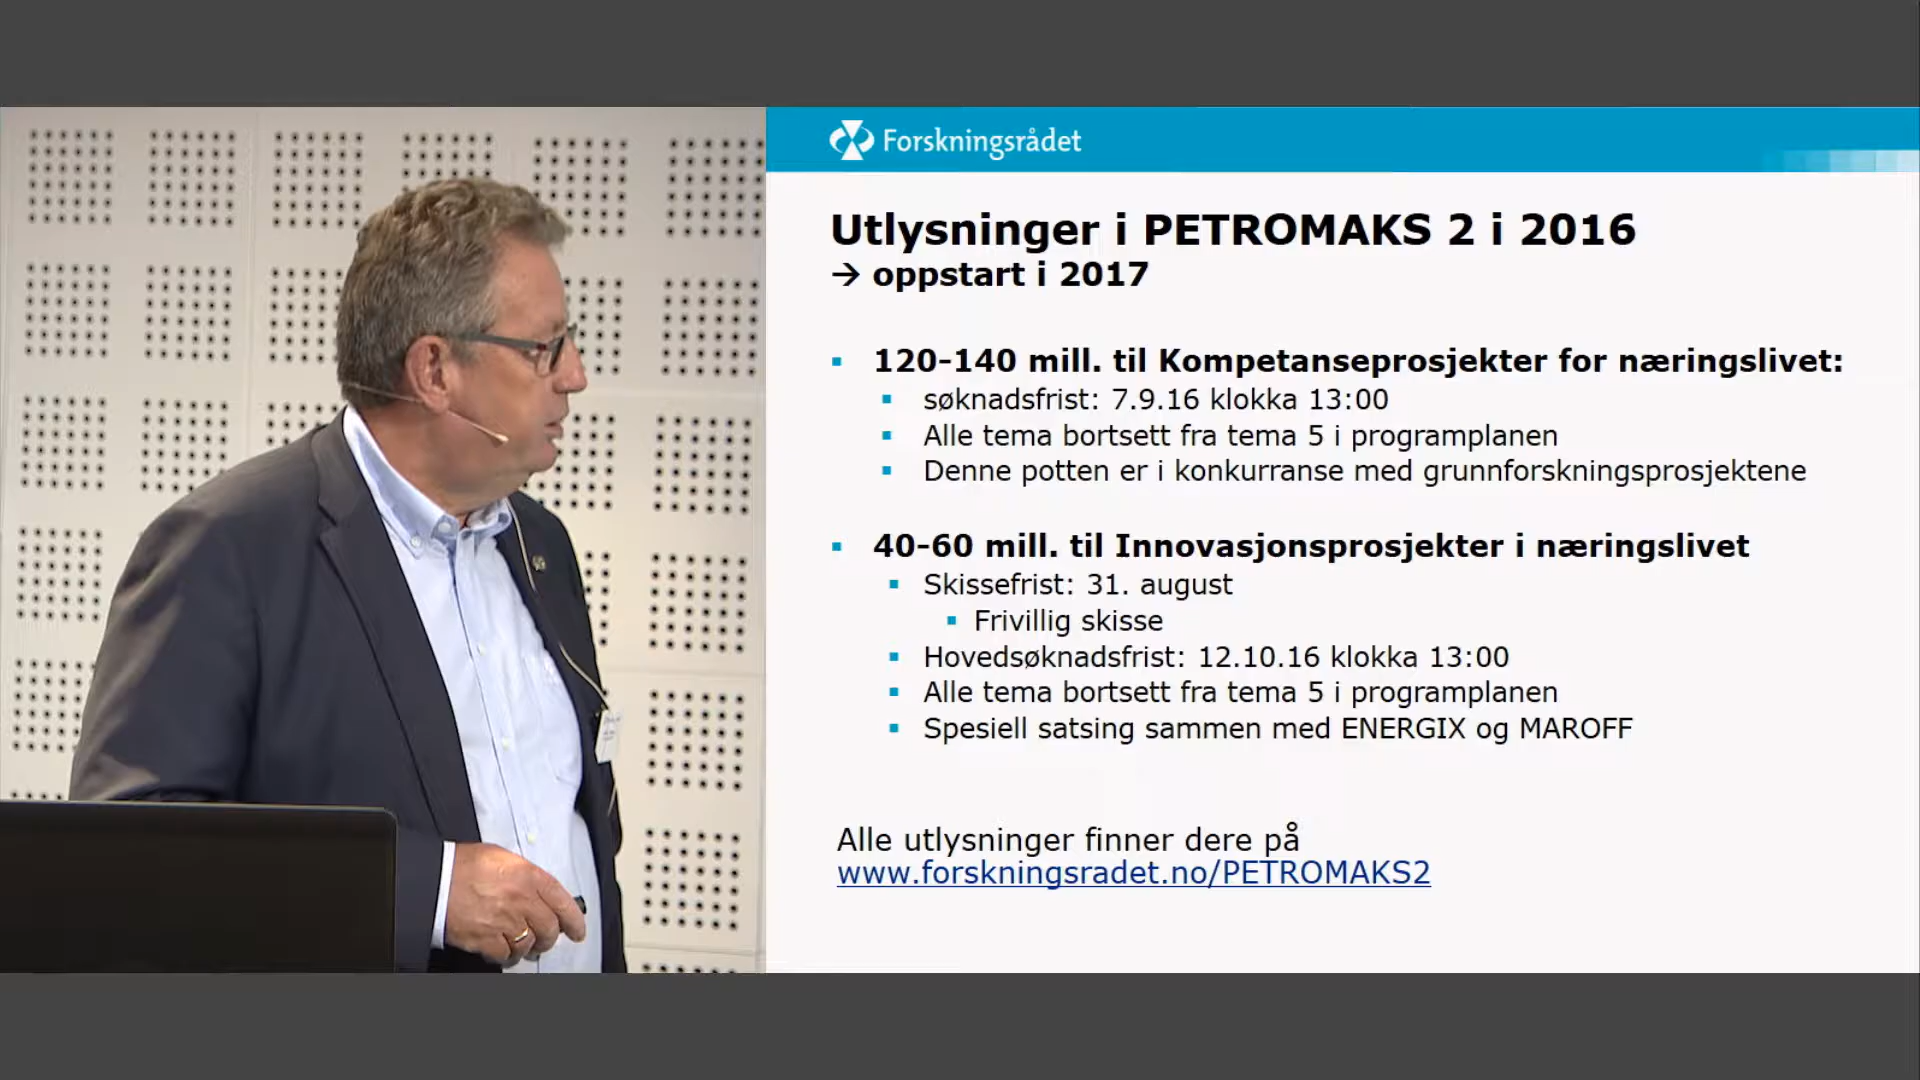 Forskningsrådet
Utlysninger i PETROMAKS 2 i 2016
→ oppstart i 2017
▪ 120-140 mill. til Kompetanseprosjekter for næringslivet:
▪ søknadsfrist: 7.9.16 klokka 13:00
▪ Alle tema bortsett fra tema 5 i programplanen
▪ Denne potten er i konkurranse med grunnforskningsprosjektene
▪ 40-60 mill. til Innovasjonsprosjekter i næringslivet
▪ Skissefrist: 31. august
▪ Frivillig skisse
▪ Hovedsøknadsfrist: 12.10.16 klokka 13:00
▪ Alle tema bortsett fra tema 5 i programplanen
▪ Spesiell satsing sammen med ENERGIX og MAROFF
Alle utlysninger finner dere på
www.forskningsradet.no/PETROMAKS2